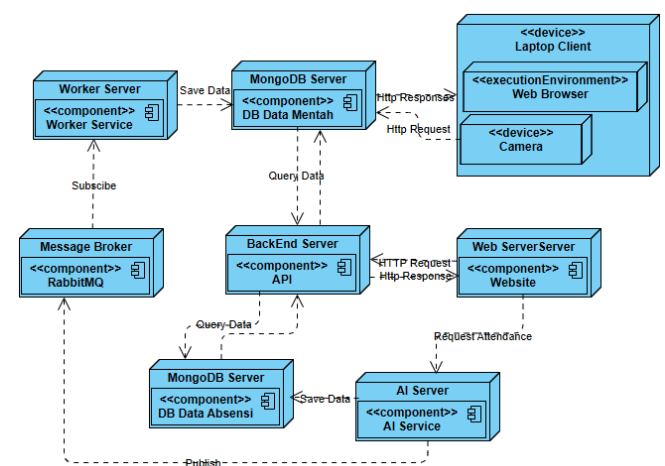 <<device>>
Laptop Client
<<executionEnvironment>>
Web Browser
<<device>>
Camera
MongoDB Server
<<component>>
DB Data Mentah
Worker Server
<<component>>
Worker Service
Save Data
Http Responses
Http Request
Query Data
Subscibe
Message Broker
<<component>>
RabbitMQ
BackEnd Server
<<component>>
API
HTTP Request
Http Response
Web ServerServer
<<component>>
Website
Query Data
Request Attendance
MongoDB Server
<<component>>
DB Data Absensi
Save Data
AI Server
<<component>>
AI Service
Publish